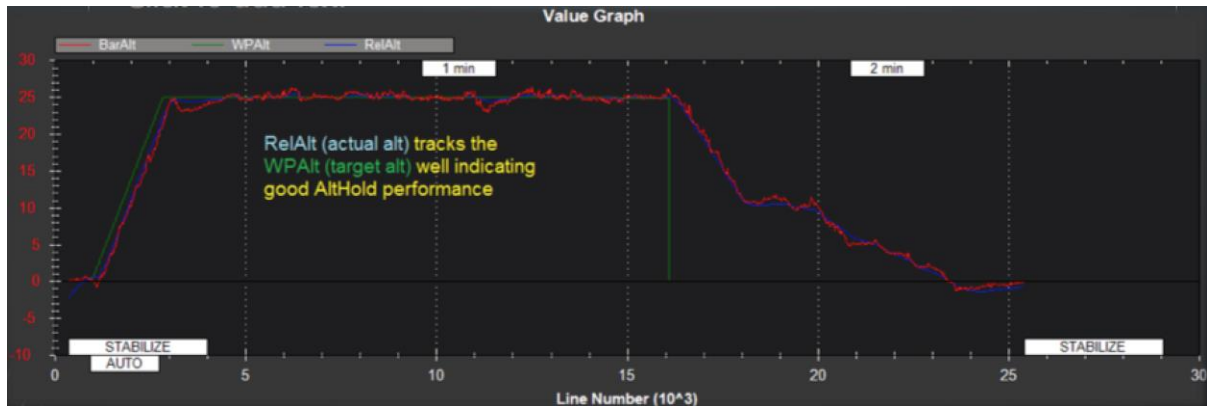 Value Graph
BarAlt WPAlt RelAlt
1 min 2 min
30
25
20
15
10
5
0
-5
-10
RelAlt (actual alt) tracks the
WPAlt (target alt) well indicating
good AltHold performance
STABILIZE STABILIZE
AUTO
0 5 10 15 20 25 30
Line Number (10^3)